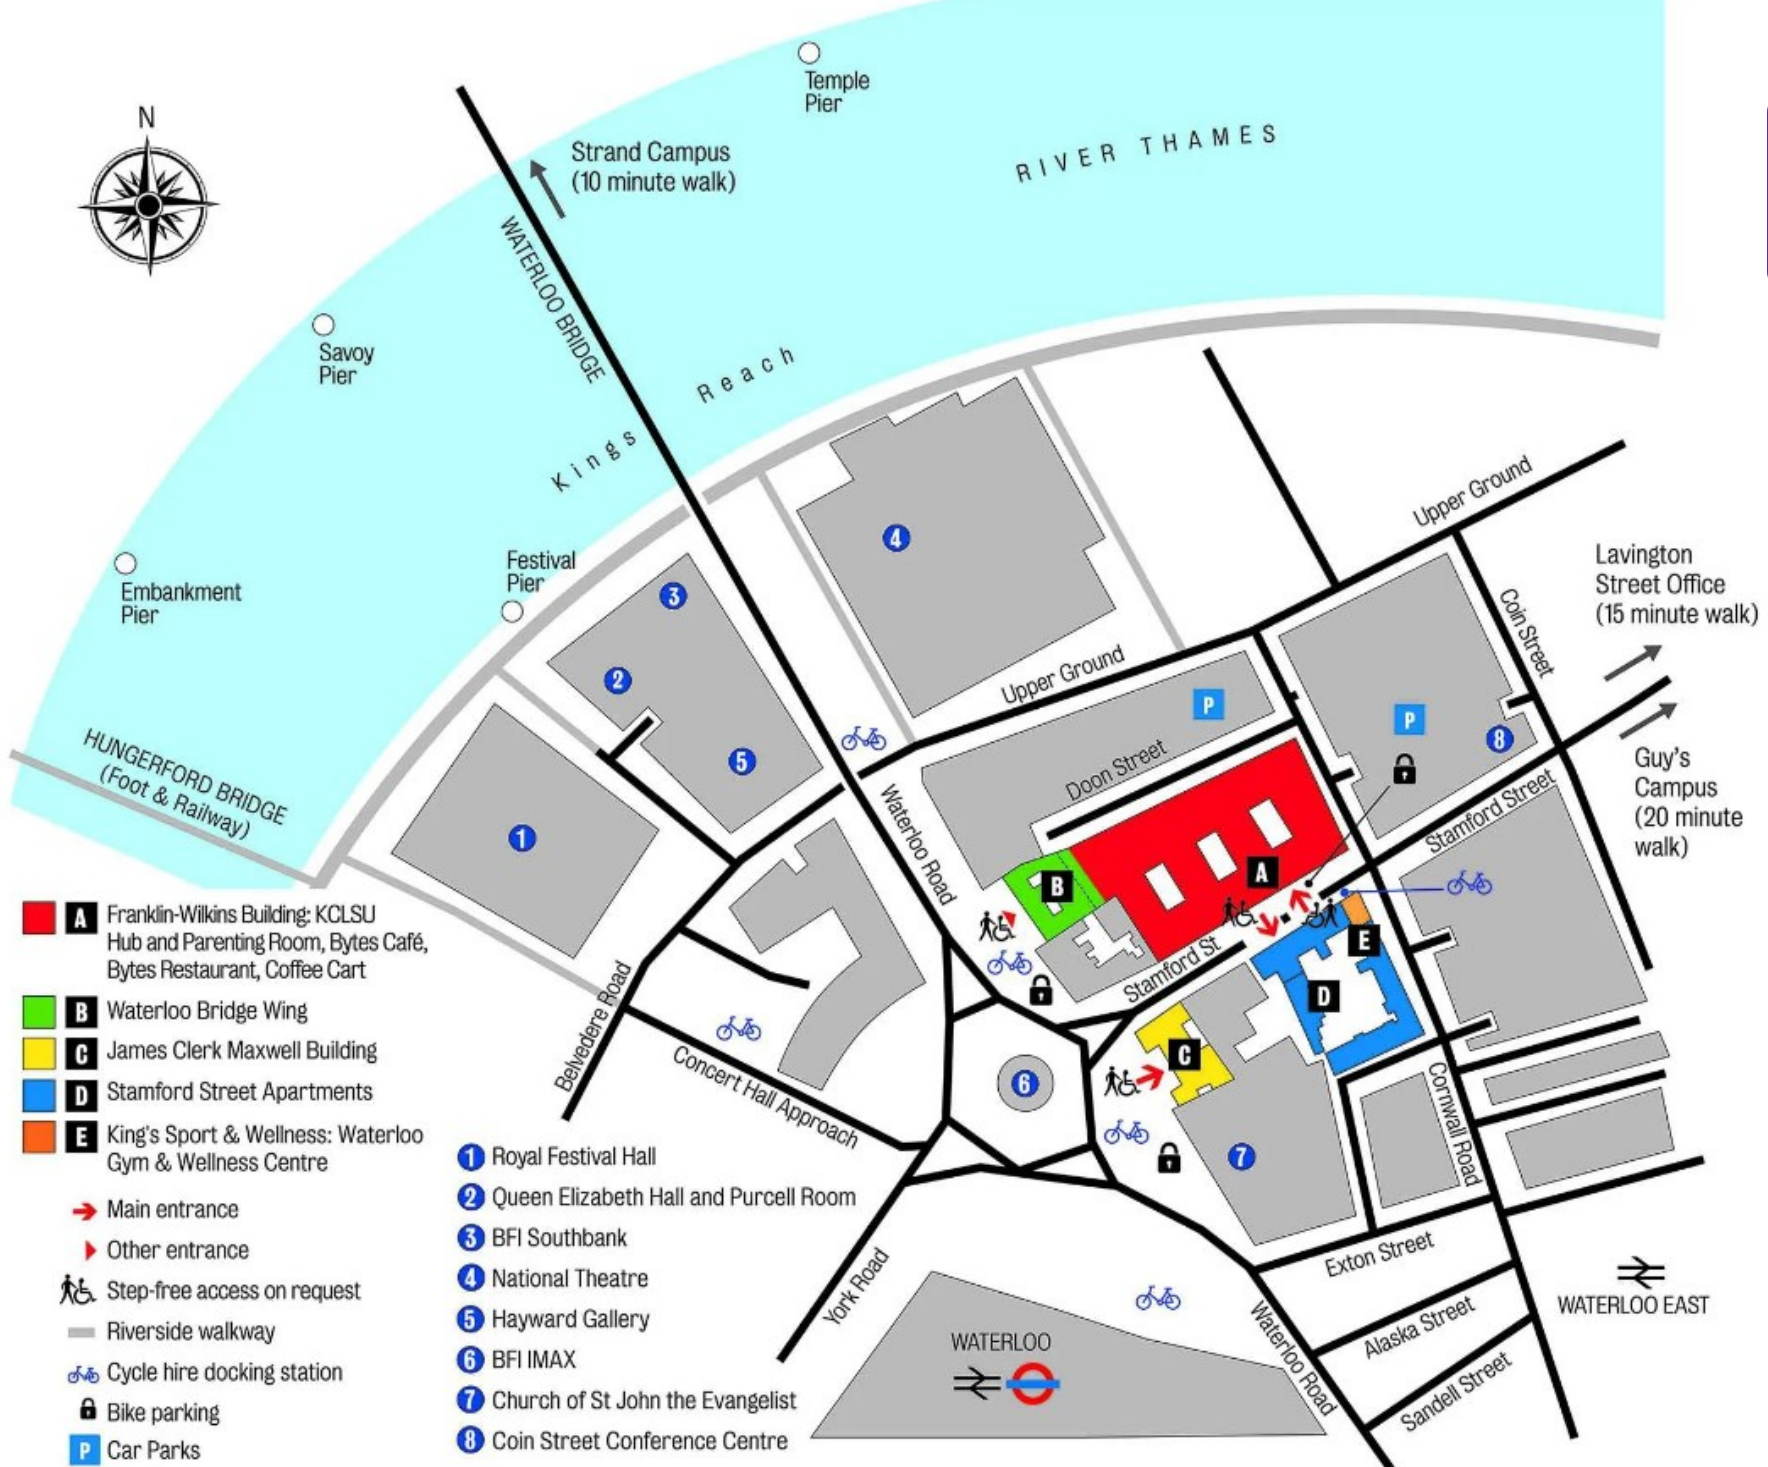 N
Temple
Pier
RIVER THAMES
Strand Campus
(10 minute walk)
WATERLOO BRIDGE
Savoy
Pier
Kings Reach
Embankment
Pier
Festival
Pier
HUNGERFORD BRIDGE
(Foot & Railway)
4
3
2
5
1
Upper Ground
Lavington
Street Office
(15 minute walk)
Coin Street
Upper Ground
P
P
8
Guy's
Campus
(20 minute
walk)
Doon Street
Waterloo Road
Stamford Street
A
B
E
D
C
Stamford St
Belvedere Road
Concert Hall Approach
6
7
Cornwall Road
Exton Street
York Road
Waterloo Road
Alaska Street
Sandell Street
WATERLOO EAST
WATERLOO
A Franklin-Wilkins Building: KCLSU
Hub and Parenting Room, Bytes Café,
Bytes Restaurant, Coffee Cart
B Waterloo Bridge Wing
C James Clerk Maxwell Building
D Stamford Street Apartments
E King's Sport & Wellness: Waterloo
Gym & Wellness Centre
Main entrance
Other entrance
Step-free access on request
Riverside walkway
Cycle hire docking station
Bike parking
P Car Parks
1 Royal Festival Hall
2 Queen Elizabeth Hall and Purcell Room
3 BFI Southbank
4 National Theatre
5 Hayward Gallery
6 BFI IMAX
7 Church of St John the Evangelist
8 Coin Street Conference Centre